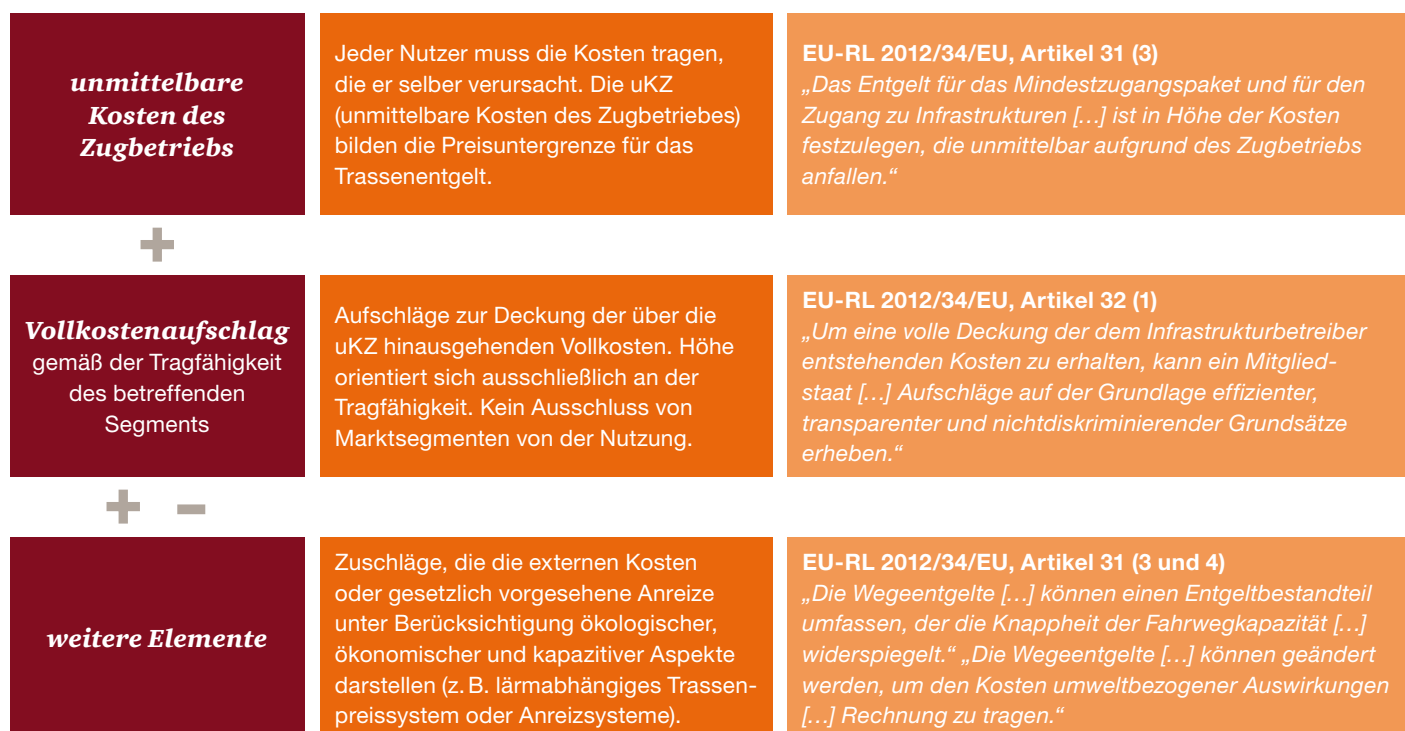 unmittelbare
Kosten des
Zugbetriebs
Jeder Nutzer muss die Kosten tragen,
die er selber verursacht. Die uKZ
(unmittelbare Kosten des Zugbetriebes)
bilden die Preisuntergrenze für das
Trassenentgelt.
EU-RL 2012/34/EU, Artikel 31 (3)
„Das Entgelt für das Mindestzugangspaket und für den
Zugang zu Infrastrukturen […] ist in Höhe der Kosten
festzulegen, die unmittelbar aufgrund des Zugbetriebs
anfallen.“
+
Vollkostenaufschlag
gemäß der Tragfähigkeit
des betreffenden
Segments
Aufschläge zur Deckung der über die
uKZ hinausgehenden Vollkosten. Höhe
orientiert sich ausschließlich an der
Tragfähigkeit. Kein Ausschluss von
Marktsegmenten von der Nutzung.
EU-RL 2012/34/EU, Artikel 32 (1)
„Um eine volle Deckung der dem Infrastrukturbetreiber
entstehenden Kosten zu erhalten, kann ein Mitglied-
staat […] Aufschläge auf der Grundlage effizienter,
transparenter und nichtdiskriminierender Grundsätze
erheben.“
+ –
weitere Elemente
Zuschläge, die die externen Kosten
oder gesetzlich vorgesehene Anreize
unter Berücksichtigung ökologischer,
ökonomischer und kapazitiver Aspekte
darstellen (z. B. lärmabhängiges Trassen-
preissystem oder Anreizsysteme).
EU-RL 2012/34/EU, Artikel 31 (3 und 4)
„Die Wegeentgelte […] können einen Entgeltbestandteil
umfassen, der die Knappheit der Fahrwegkapazität […]
widerspiegelt.“ „Die Wegeentgelte […] können geändert
werden, um den Kosten umweltbezogener Auswirkungen
[…] Rechnung zu tragen.“